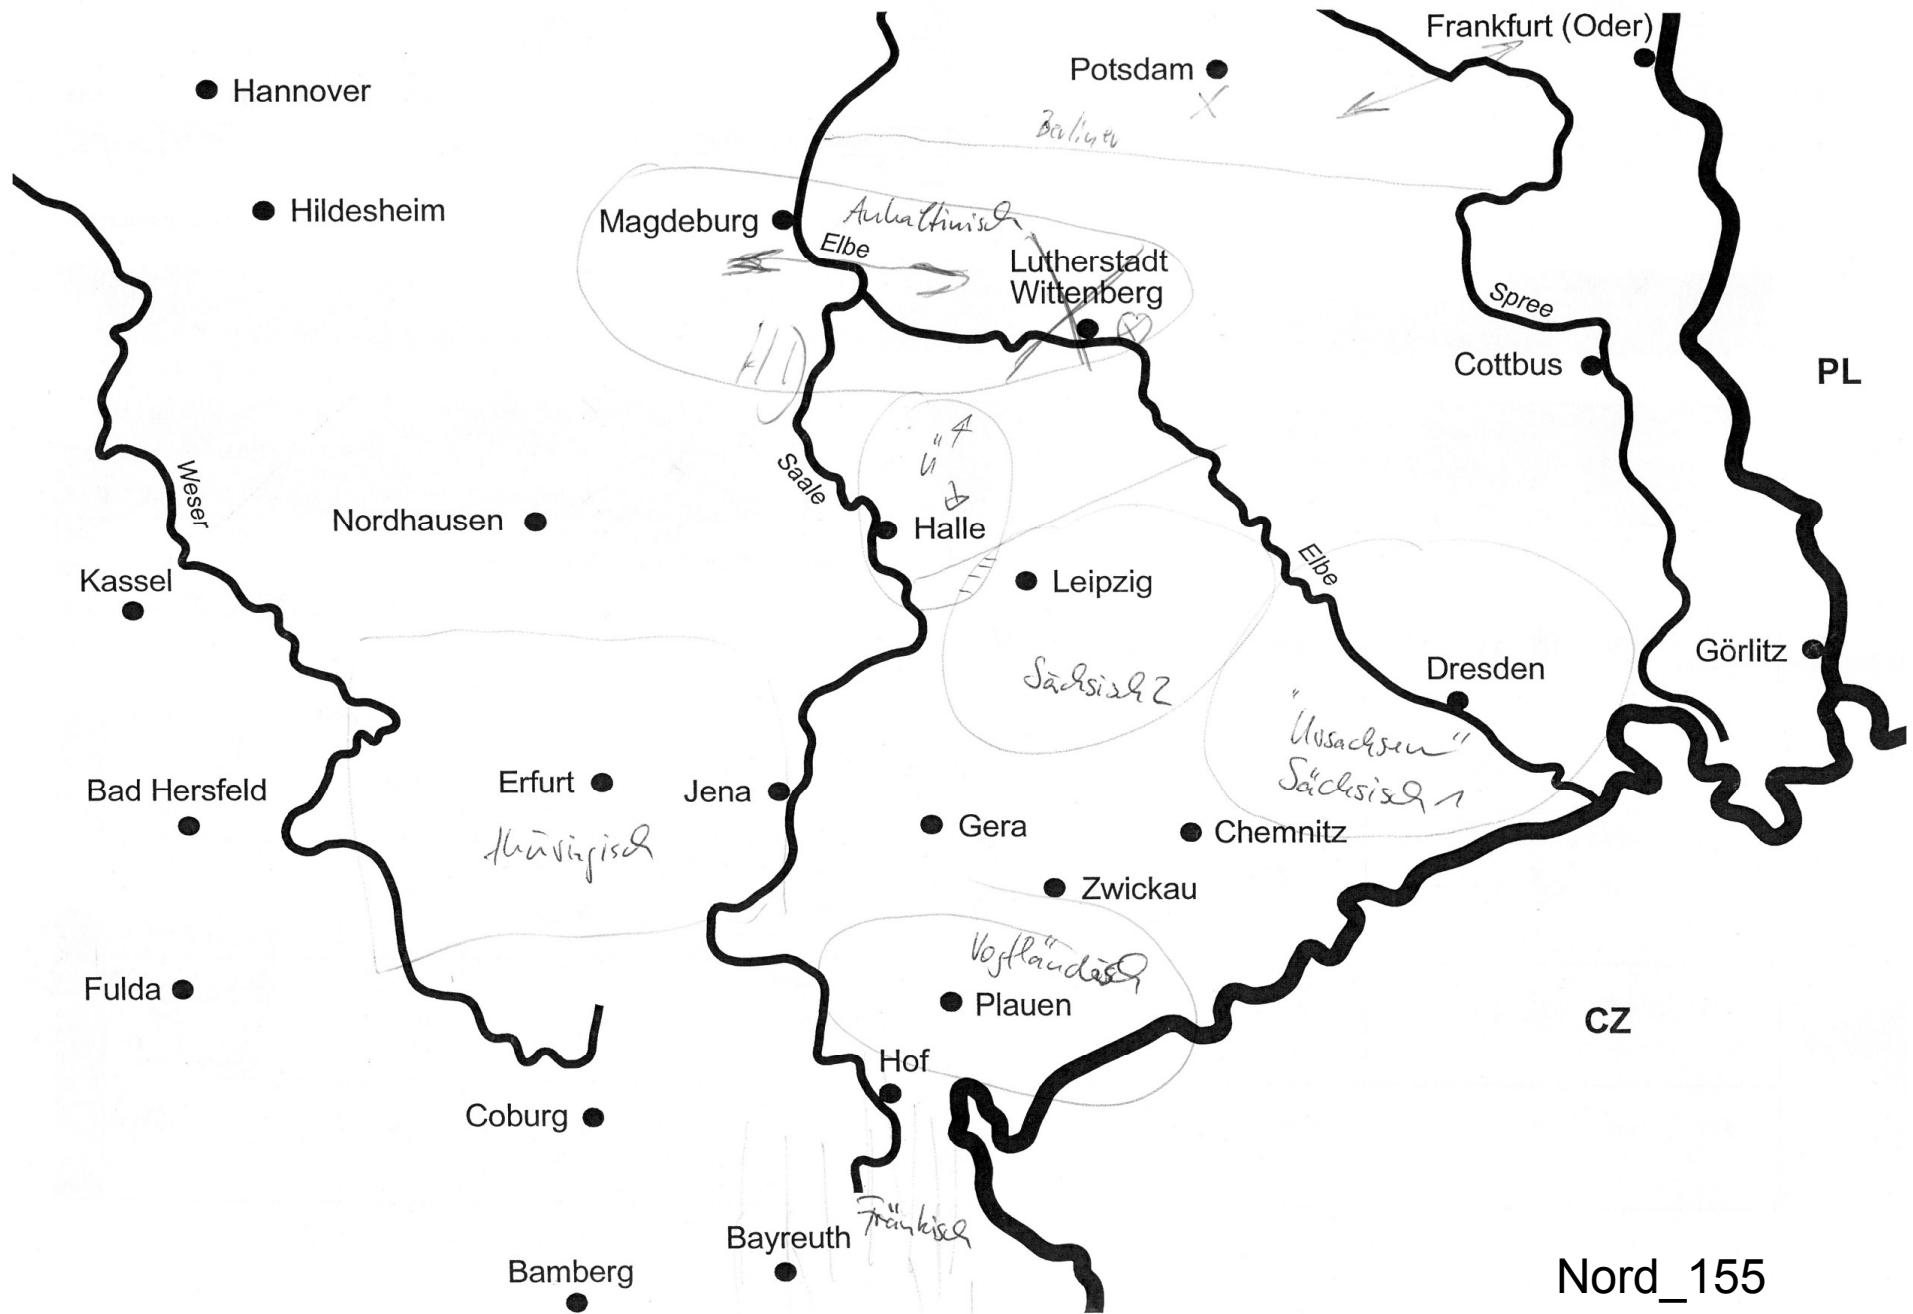 Frankfurt (Oder)
Potsdam
Hannover
Berliner
Hildesheim
Magdeburg
Anhaltinisch
Elbe
Lutherstadt
Wittenberg
Spree
Cottbus
PL
ü
Weser
Saale
Nordhausen
Halle
Elbe
Kassel
Leipzig
Görlitz
Dresden
Sächsisch 2
"Ursachsen"
Sächsisch 1
Bad Hersfeld
Erfurt
Jena
thüringisch
Gera
Chemnitz
Zwickau
Vogtländisch
Fulda
Plauen
CZ
Hof
Coburg
Fränkisch
Bayreuth
Bamberg
Nord_155